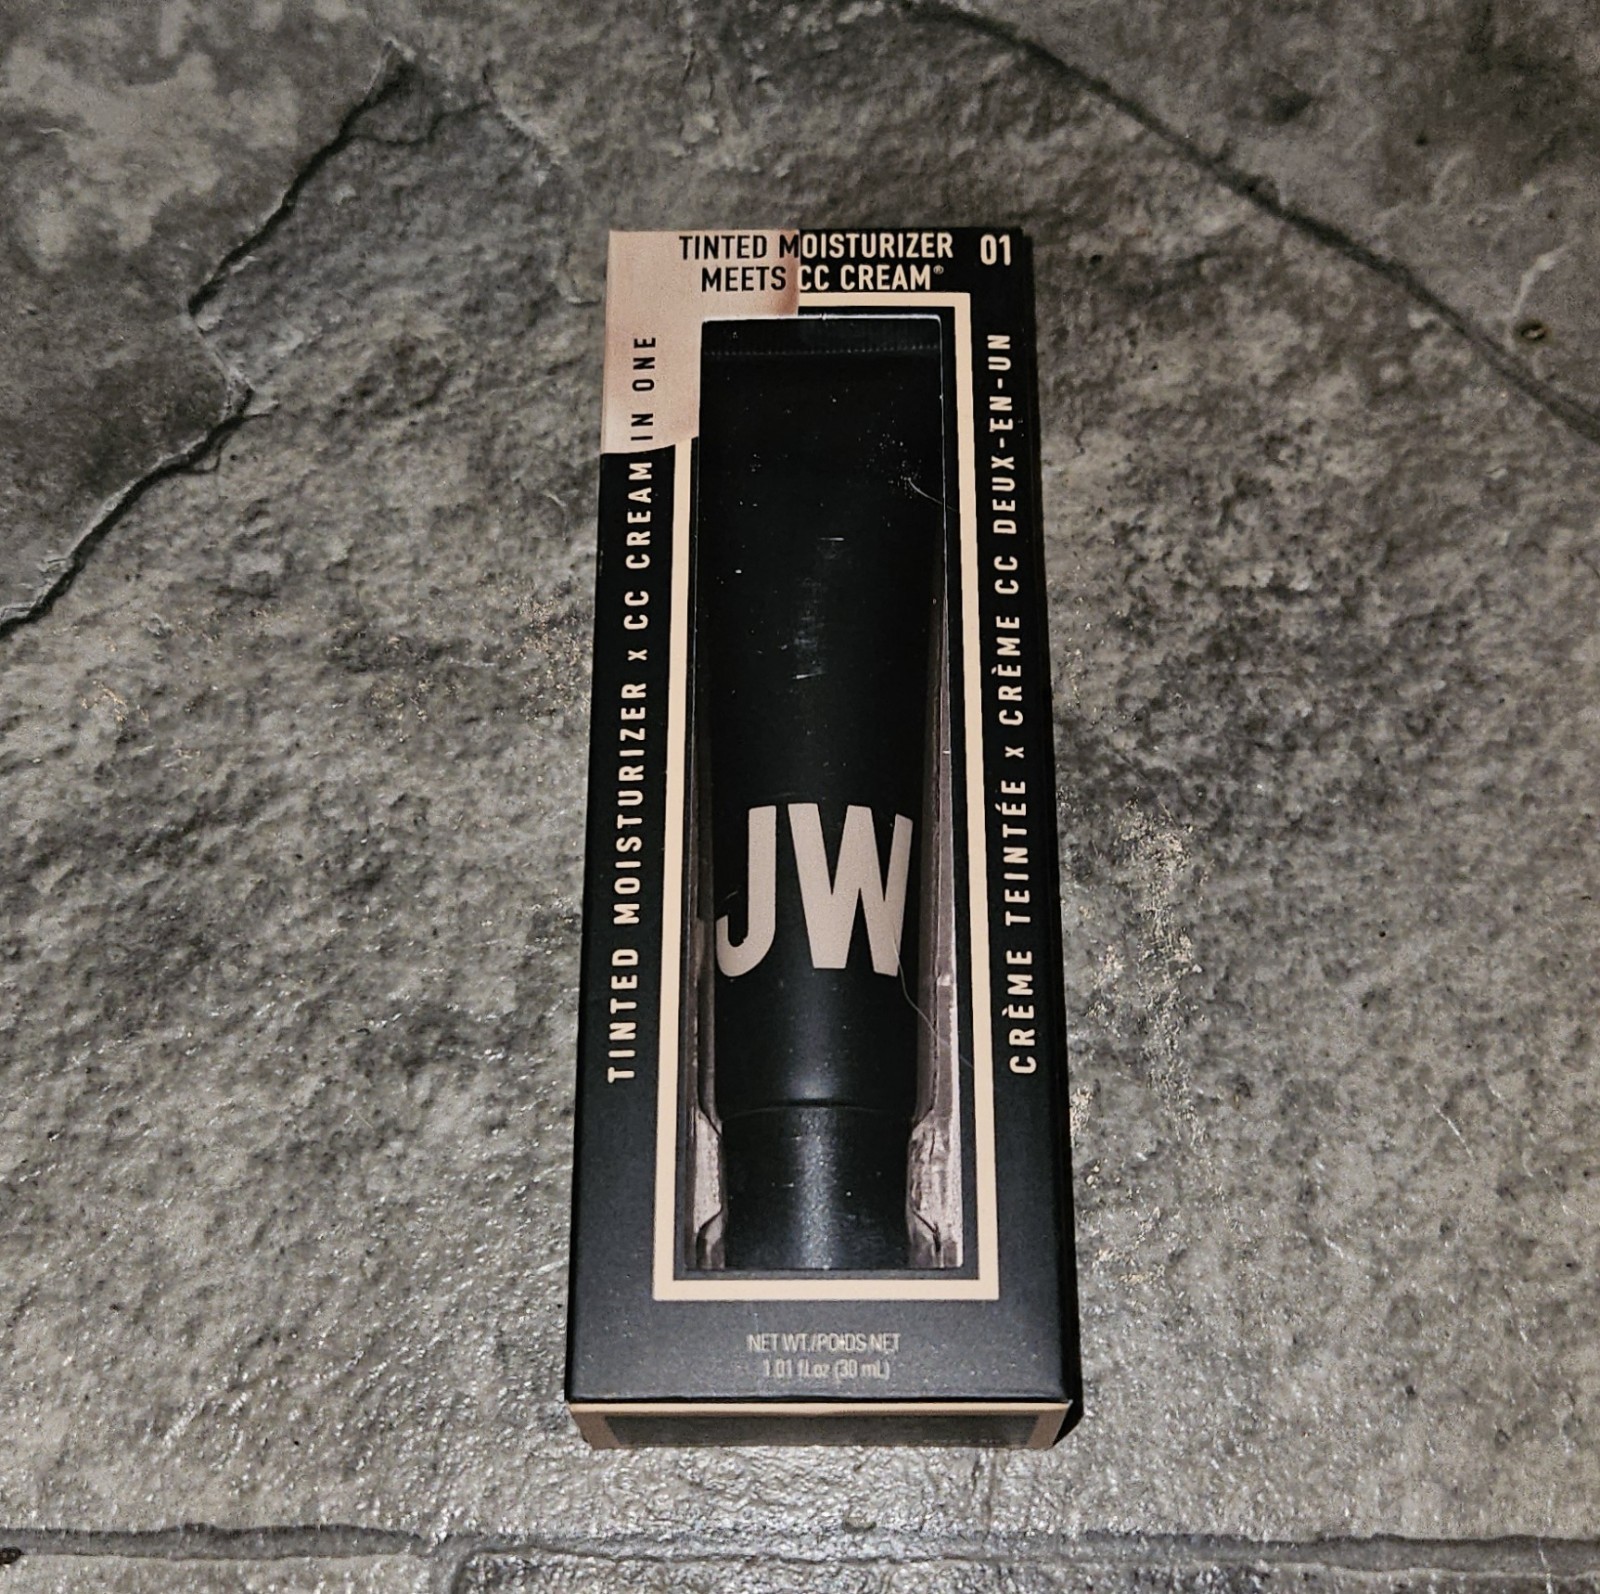 TINTED MOISTURIZER 01
MEETS CC CREAM®
TINTED MOISTURIZER x CC CREAM IN ONE
CRÈME TEINTÉE x CRÈME CC DEUX-EN-UN
JW
NET WT./POIDS NET
1.01 fl.oz (30 mL)